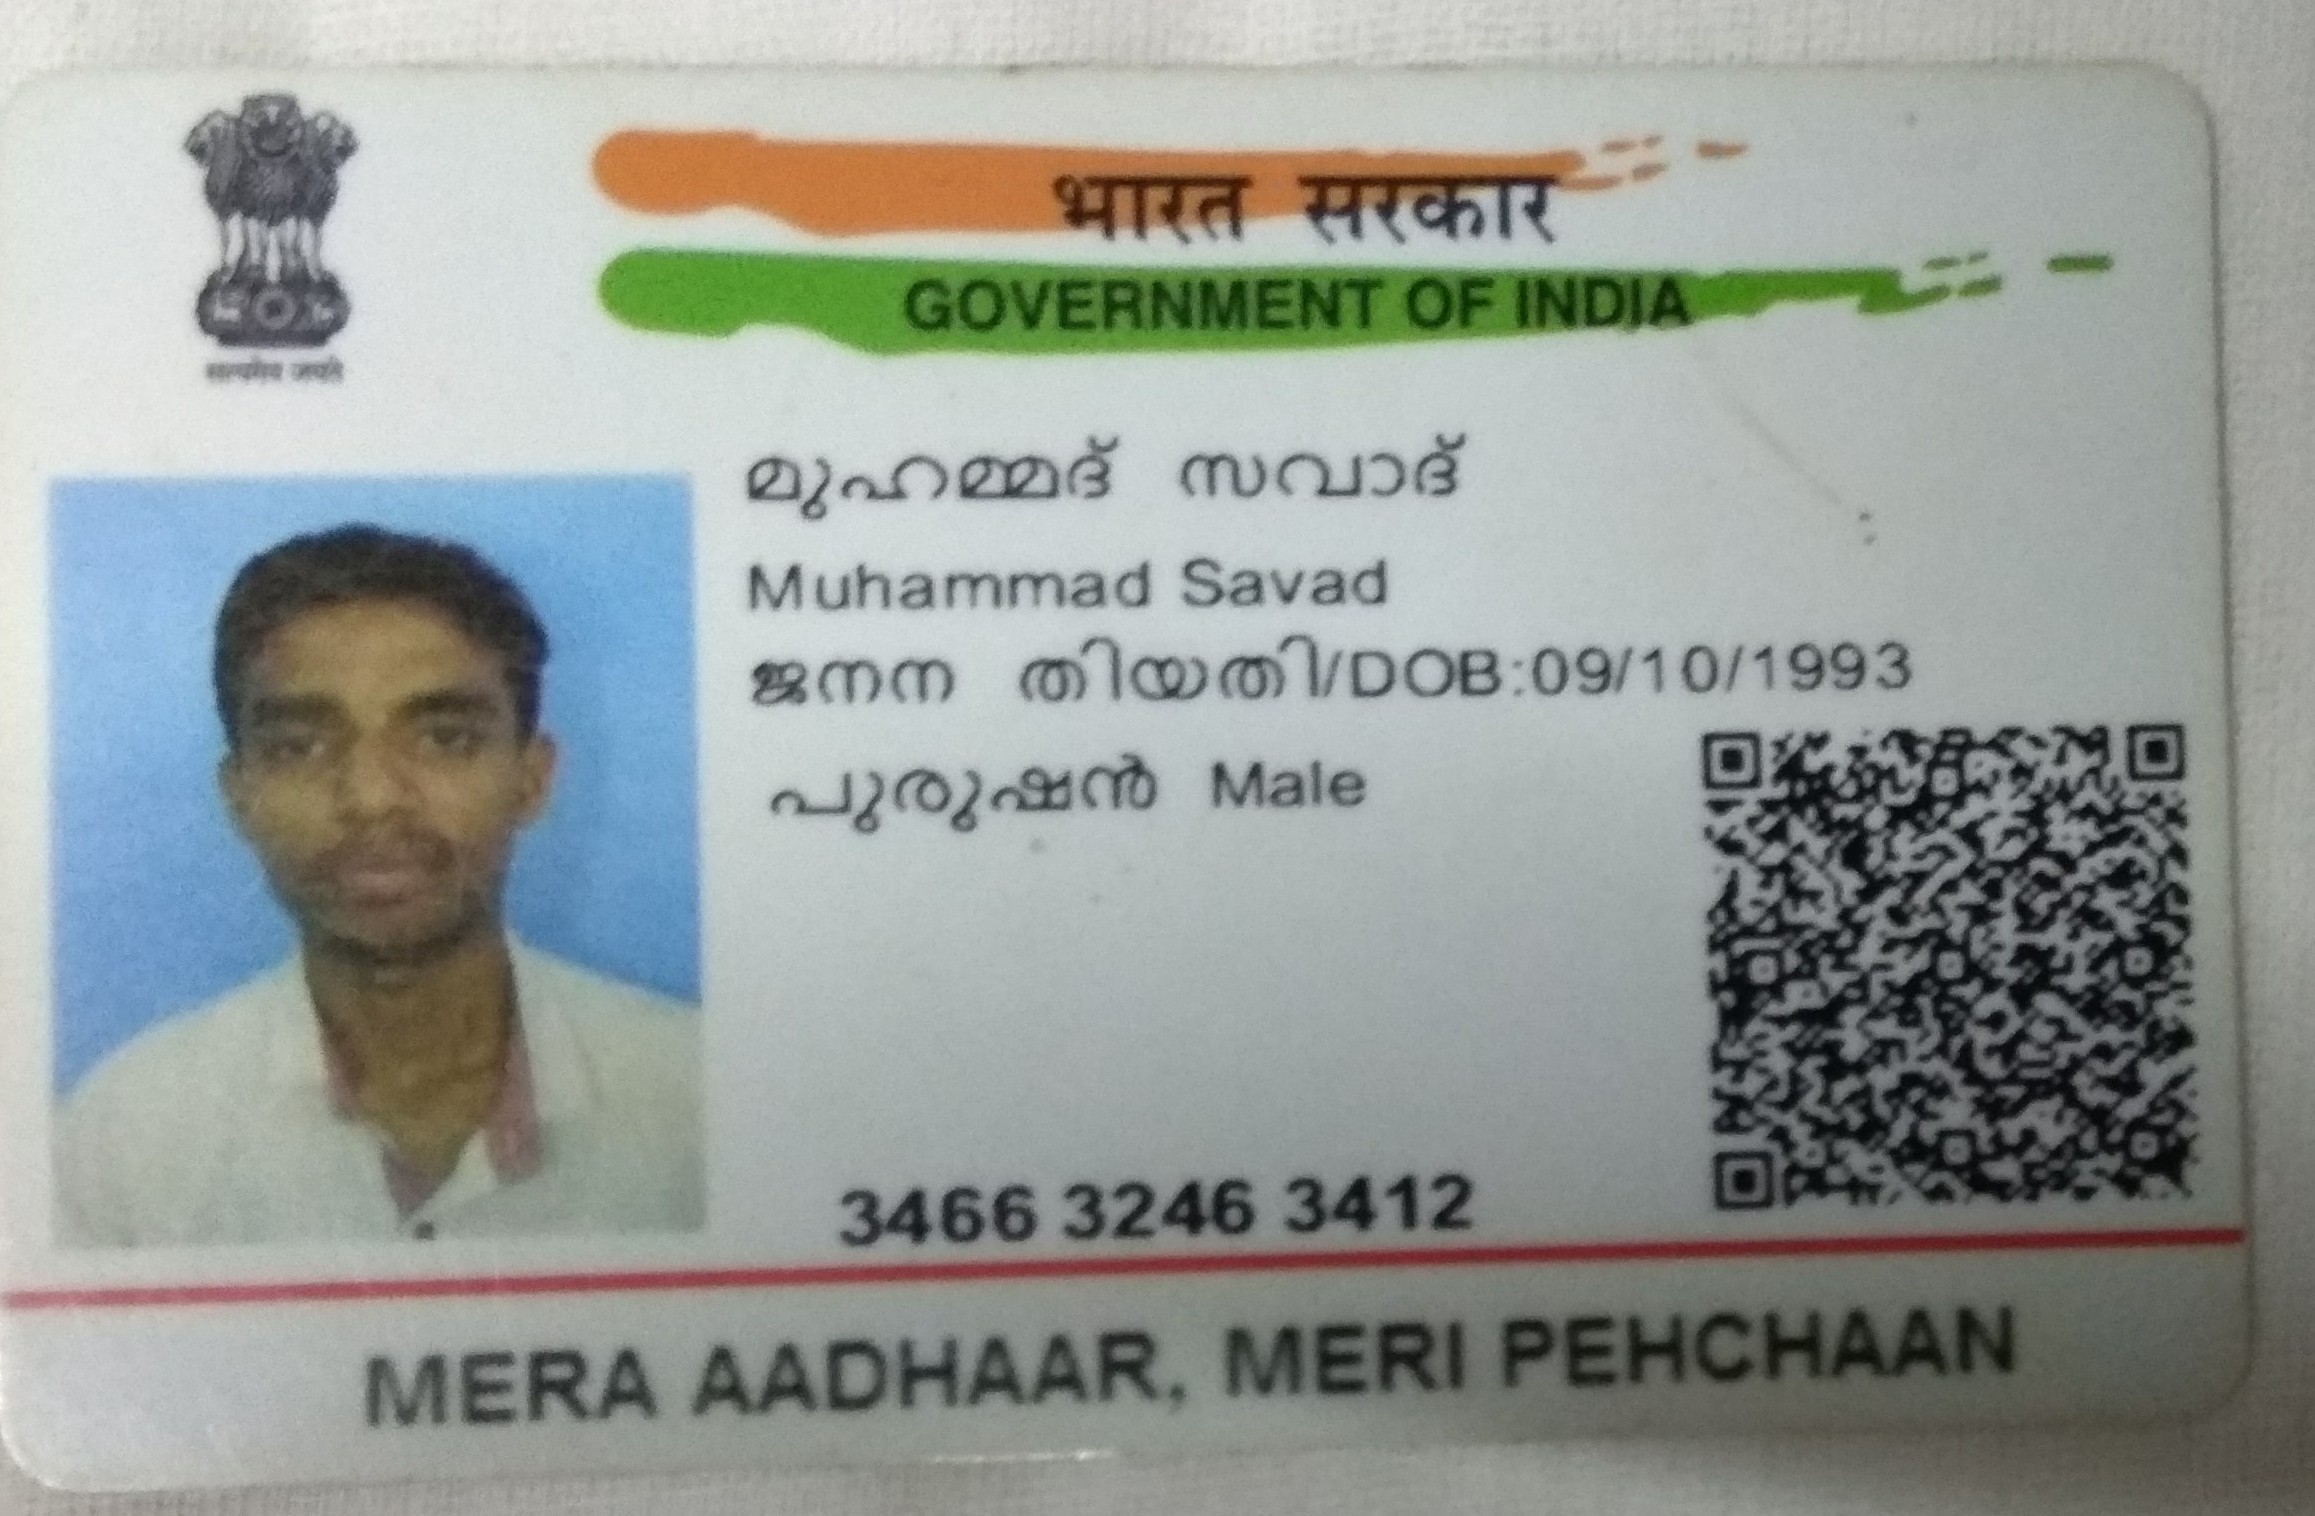 भारत सरकार
GOVERNMENT OF INDIA
सत्यमेव जयते
മുഹമ്മദ് സവാദ്
Muhammad Savad
ജനന തിയതി/DOB:09/10/1993
പുരുഷൻ Male
3466 3246 3412
MERA AADHAAR, MERI PEHCHAAN